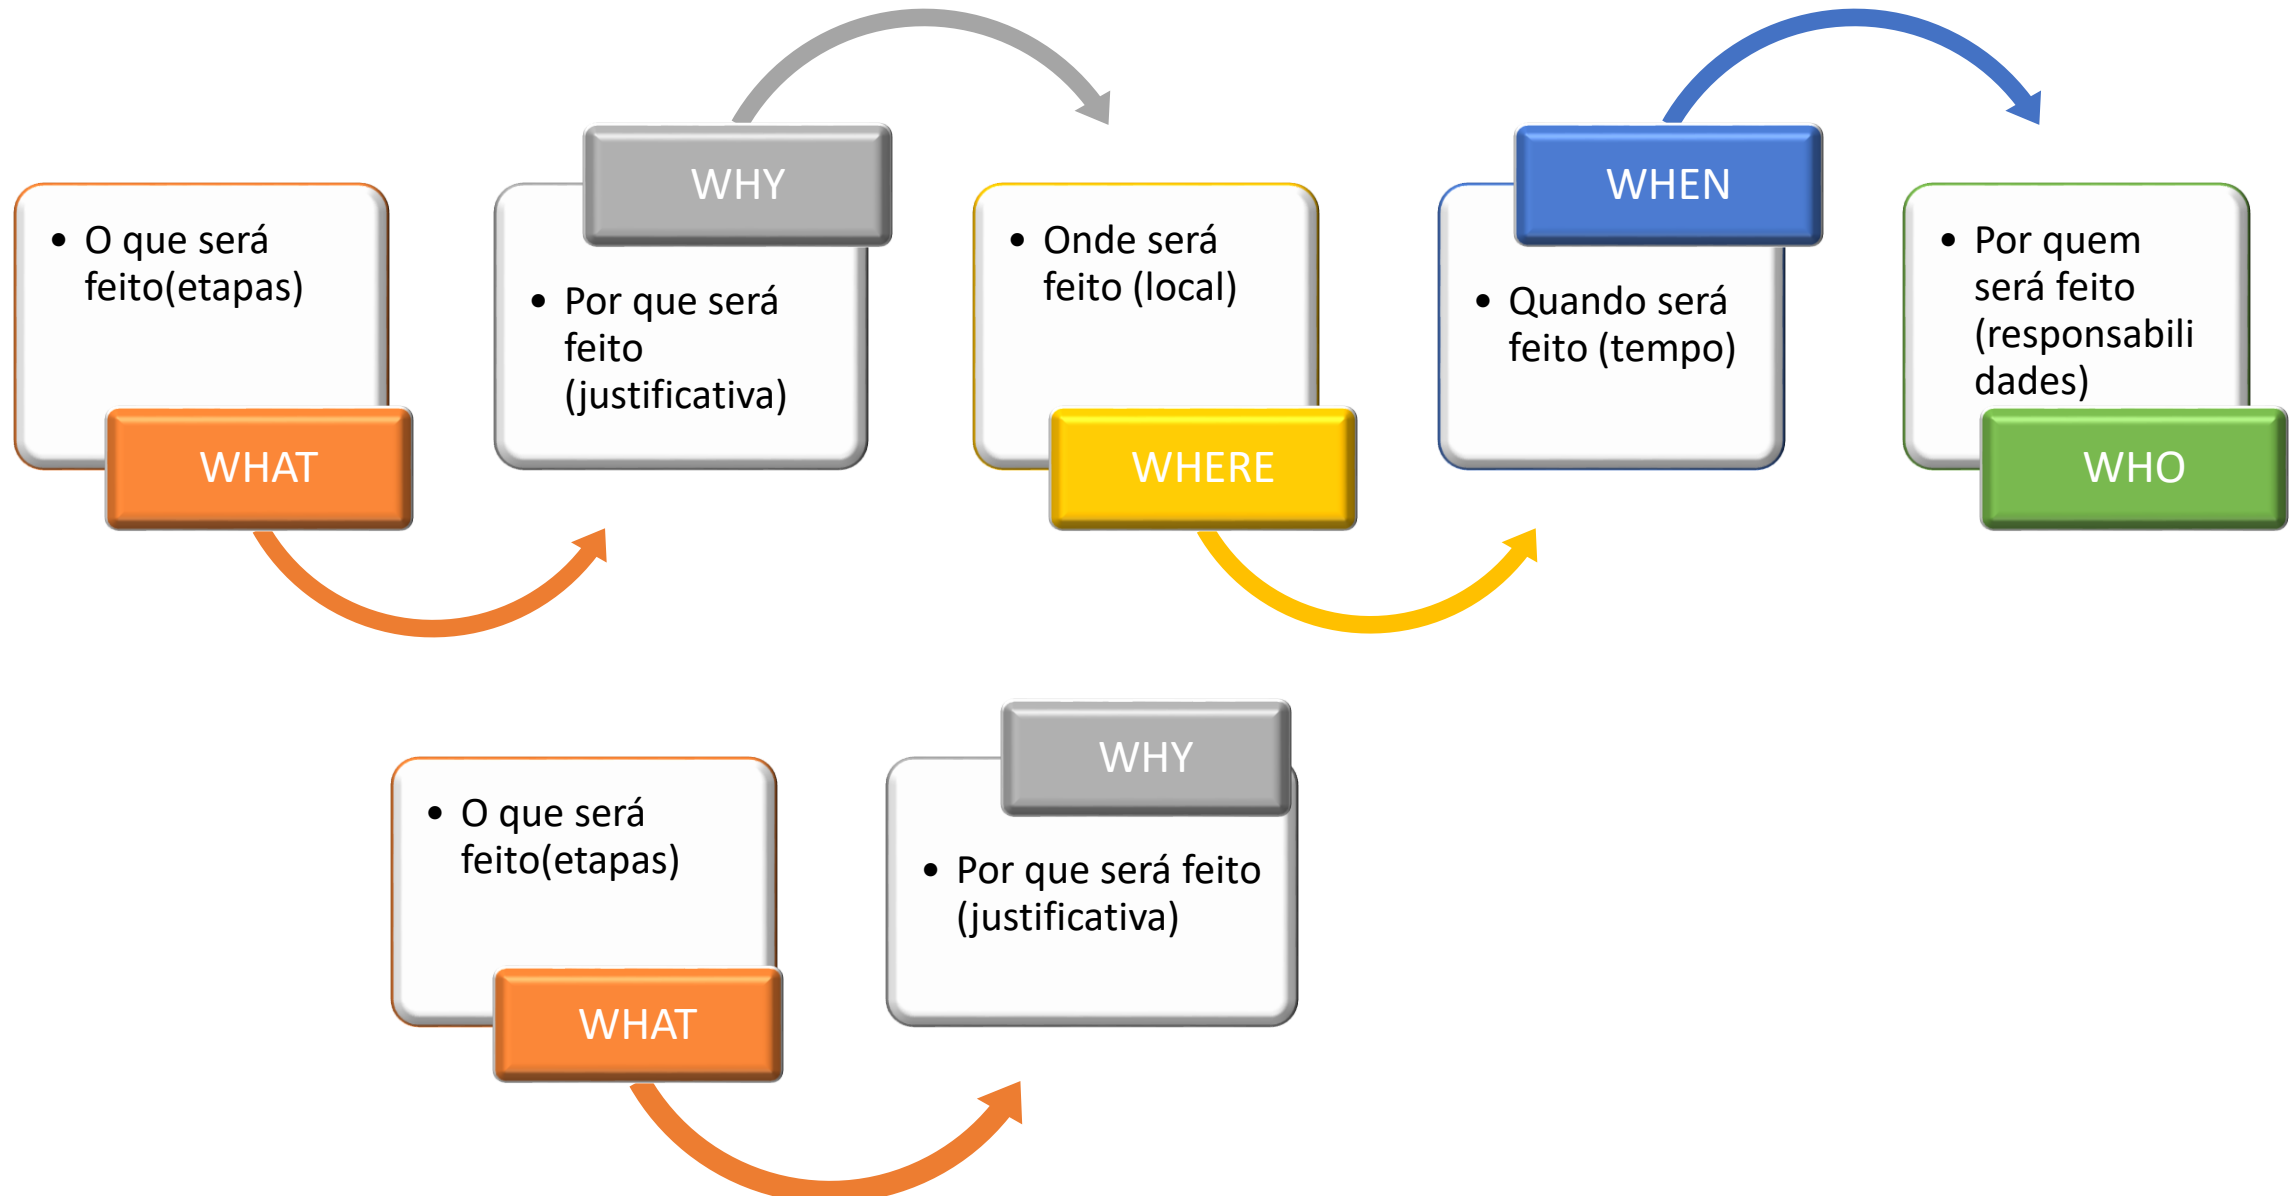 O que será
feito(etapas)
WHAT
WHY
Por que será
feito
(justificativa)
Onde será
feito (local)
WHERE
WHEN
Quando será
feito (tempo)
Por quem
será feito
(responsabili
dades)
WHO
O que será
feito(etapas)
WHAT
WHY
Por que será feito
(justificativa)